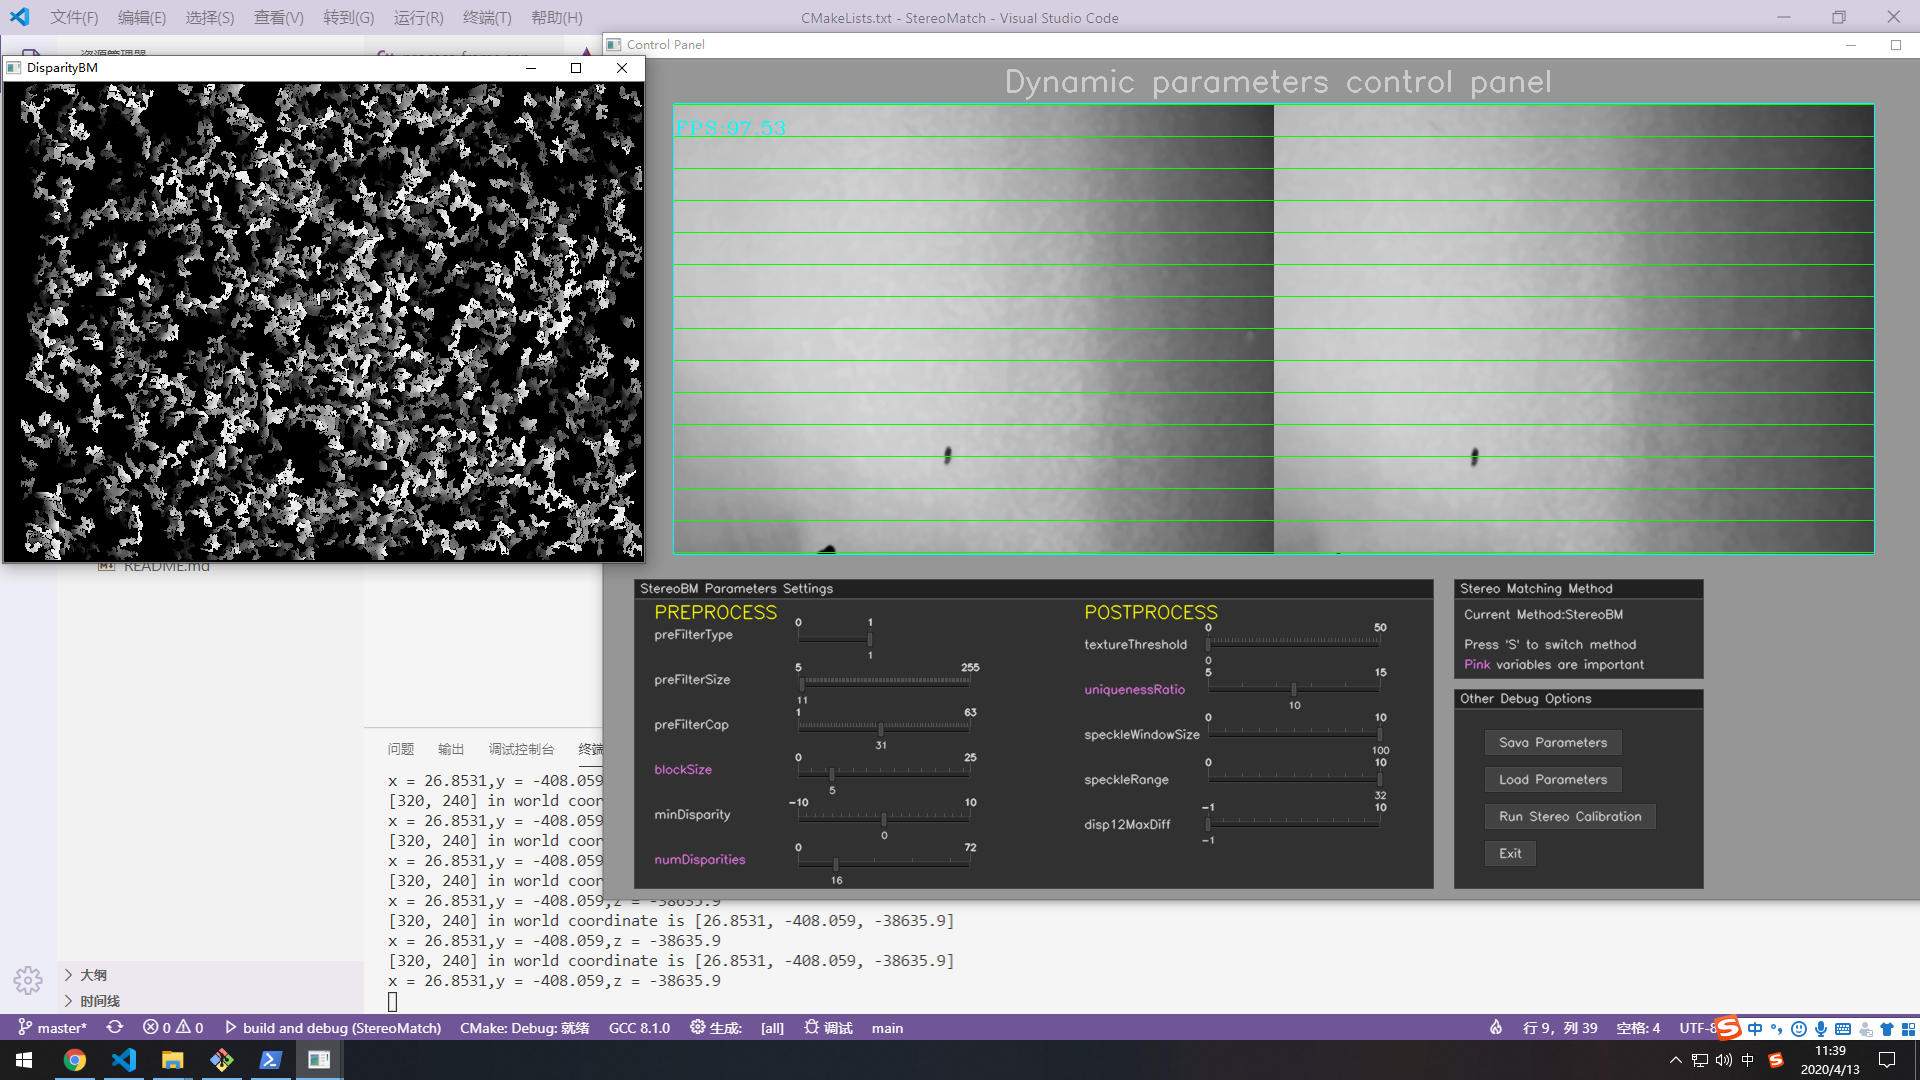 文件(F) 编辑(E) 选择(S) 查看(V) 转到(G) 运行(R) 终端(T) 帮助(H) CMakeLists.txt - StereoMatch - Visual Studio Code
Control Panel
DisparityBM
Dynamic parameters control panel
FPS.97.53
README.md
StereoBM Parameters Settings
PREPROCESS
preFilterType 0 1
1
preFilterSize 5 255
11
preFilterCap 1 63
31
blockSize 0 25
5
minDisparity -10 10
0
numDisparities 0 72
16
POSTPROCESS
textureThreshold 0 50
0
uniquenessRatio 5 15
10
speckleWindowSize 0 10
100
speckleRange 0 10
32
disp12MaxDiff -1 10
-1
Stereo Matching Method
Current Method:StereoBM
Press 'S' to switch method
Pink variables are important
Other Debug Options
Sava Parameters
Load Parameters
Run Stereo Calibration
Exit
问题 输出 调试控制台 终端
x = 26.8531,y = -408.059
[320, 240] in world coor
x = 26.8531,y = -408.059
[320, 240] in world coor
x = 26.8531,y = -408.059
[320, 240] in world coor
x = 26.8531,y = -408.059,z = -38635.9
[320, 240] in world coordinate is [26.8531, -408.059, -38635.9]
x = 26.8531,y = -408.059,z = -38635.9
[320, 240] in world coordinate is [26.8531, -408.059, -38635.9]
x = 26.8531,y = -408.059,z = -38635.9
大纲
时间线
master* 0 0 build and debug (StereoMatch) CMake: Debug: 就绪 GCC 8.1.0 生成: [all] 调试 main 行 9，列 39 空格: 4 UTF-8 中
中 11:39
2020/4/13